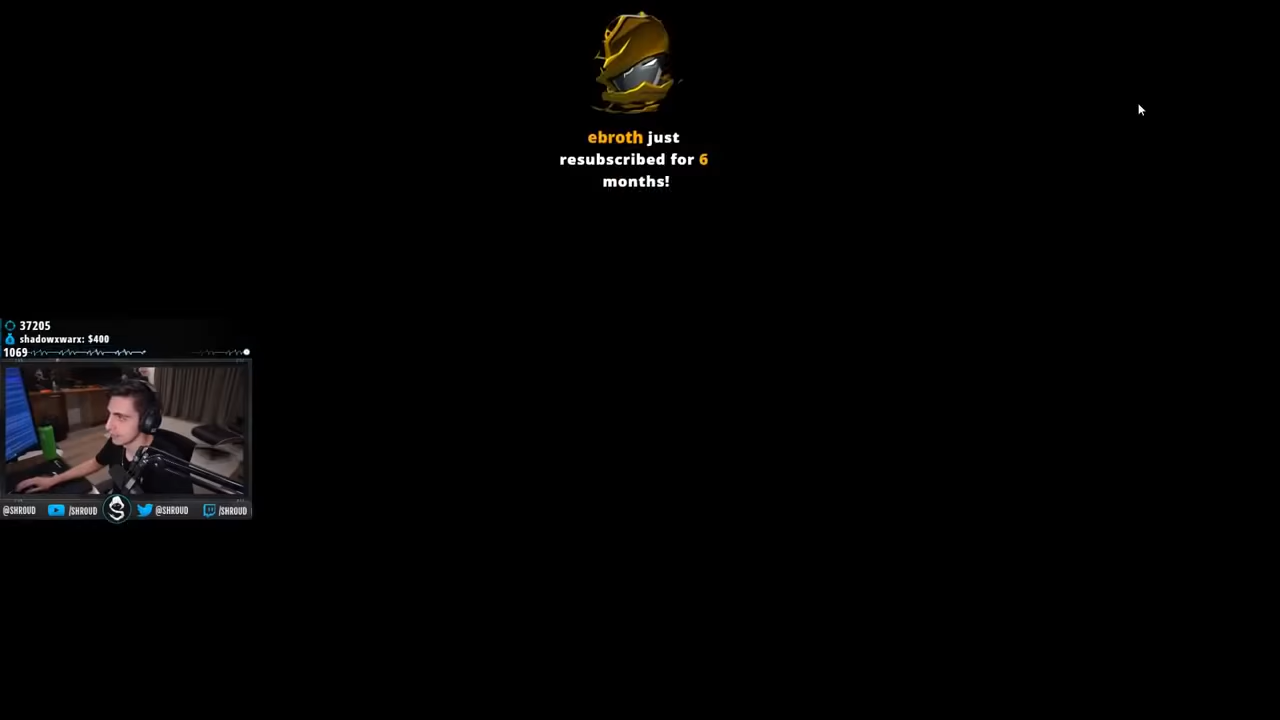 ebroth just
resubscribed for 6
months!
37205
shadowxwarx: $400
1069
@SHROUD /SHROUD @SHROUD /SHROUD